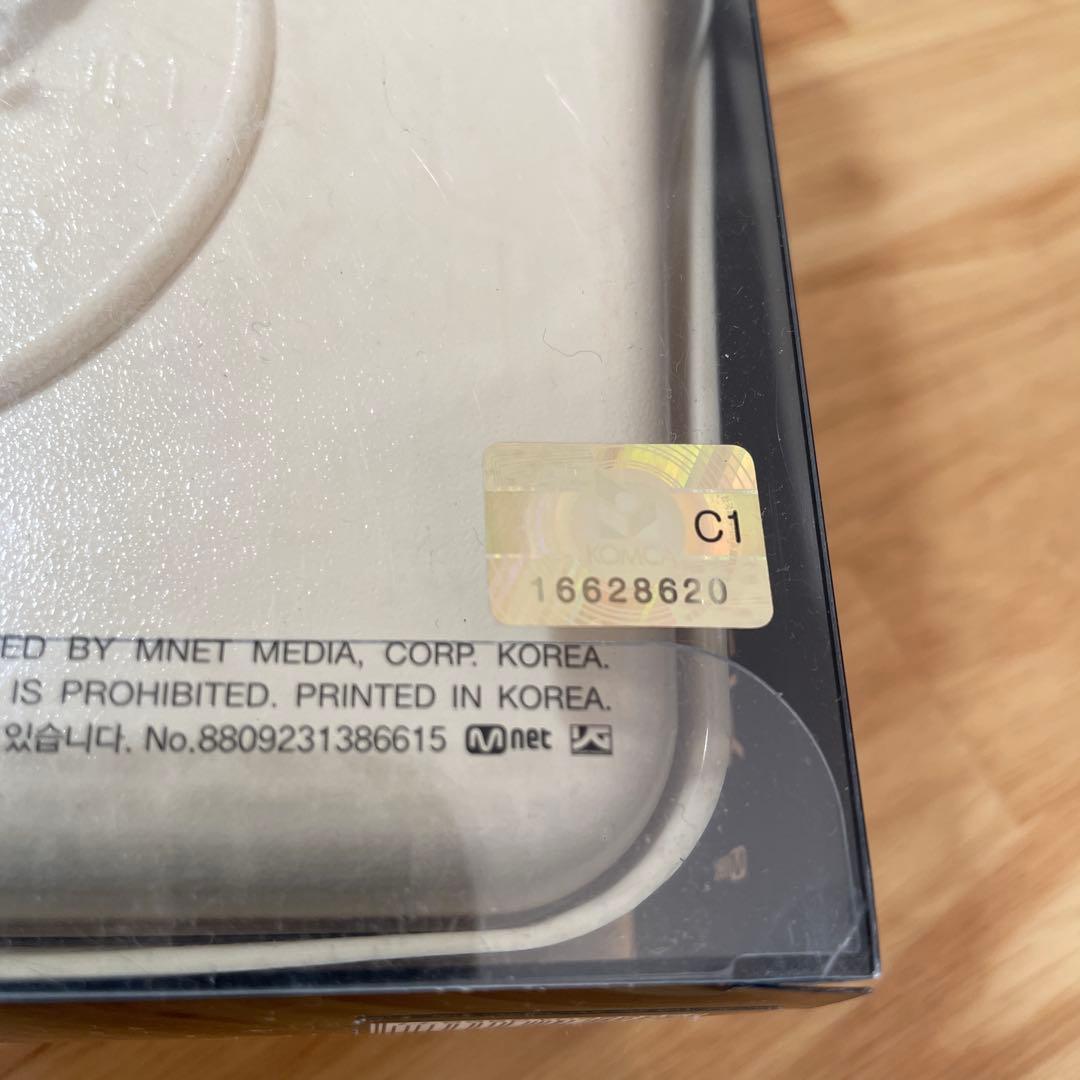 C1
KOMCA
16628620
ED BY MNET MEDIA, CORP. KOREA.
IS PROHIBITED. PRINTED IN KOREA.
있습니다. No.8809231386615 Mnet YG